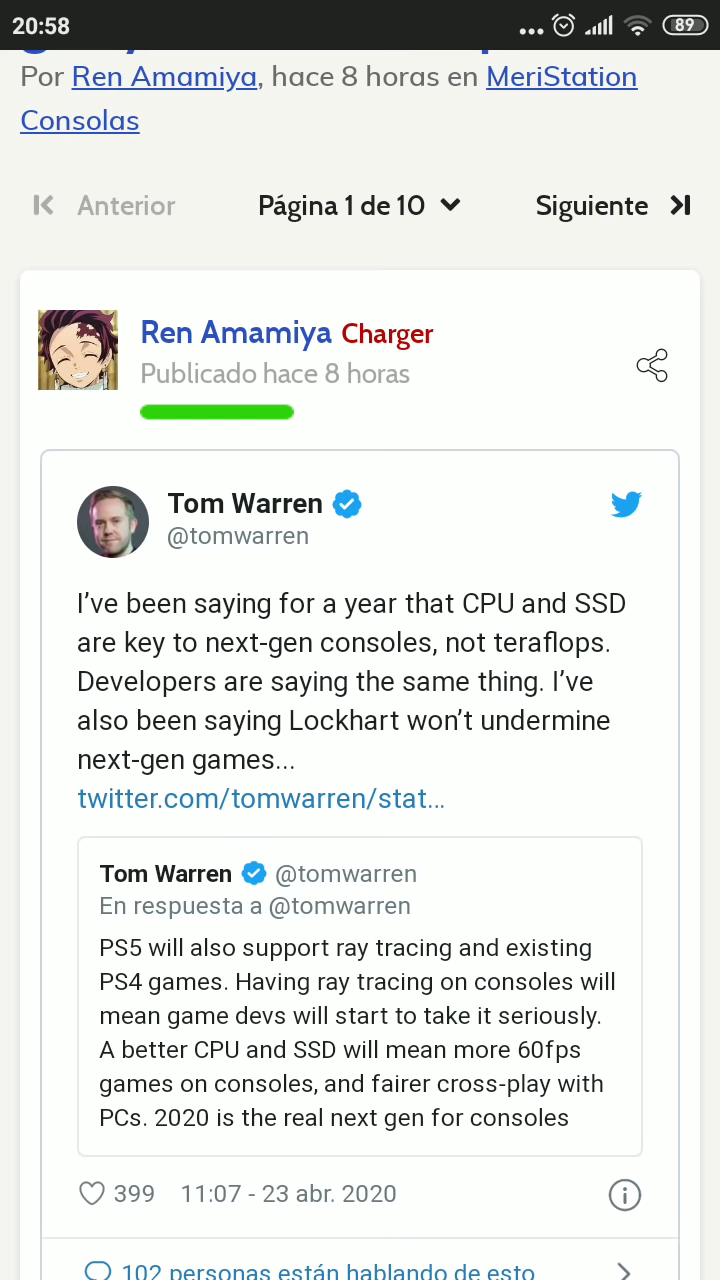 20:58
89
Por Ren Amamiya, hace 8 horas en MeriStation
Consolas
Anterior
Página 1 de 10
Siguiente
Ren Amamiya Charger
Publicado hace 8 horas
Tom Warren
@tomwarren
I’ve been saying for a year that CPU and SSD
are key to next-gen consoles, not teraflops.
Developers are saying the same thing. I’ve
also been saying Lockhart won’t undermine
next-gen games...
twitter.com/tomwarren/stat…
Tom Warren @tomwarren
En respuesta a @tomwarren
PS5 will also support ray tracing and existing
PS4 games. Having ray tracing on consoles will
mean game devs will start to take it seriously.
A better CPU and SSD will mean more 60fps
games on consoles, and fairer cross-play with
PCs. 2020 is the real next gen for consoles
399 11:07 - 23 abr. 2020
102 personas están hablando de esto